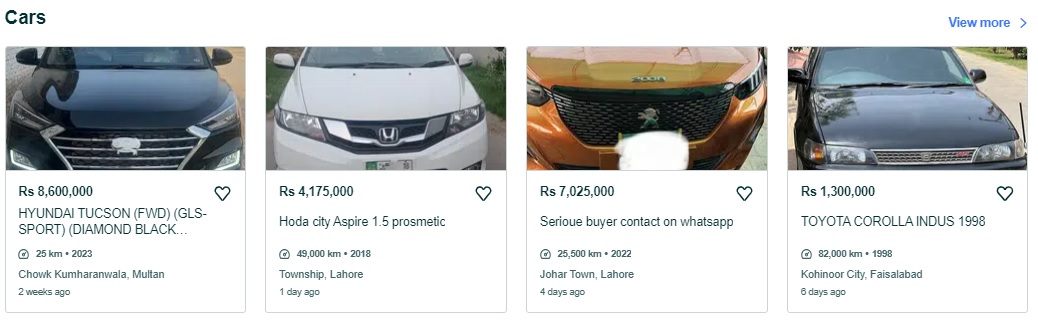 Cars
View more
Rs 8,600,000
HYUNDAI TUCSON (FWD) (GLS-
SPORT) (DIAMOND BLACK...
25 km • 2023
Chowk Kumharanwala, Multan
2 weeks ago
Rs 4,175,000
Hoda city Aspire 1.5 prosmetic
49,000 km • 2018
Township, Lahore
1 day ago
Rs 7,025,000
Serioue buyer contact on whatsapp
25,500 km • 2022
Johar Town, Lahore
4 days ago
Rs 1,300,000
TOYOTA COROLLA INDUS 1998
82,000 km • 1998
Kohinoor City, Faisalabad
6 days ago